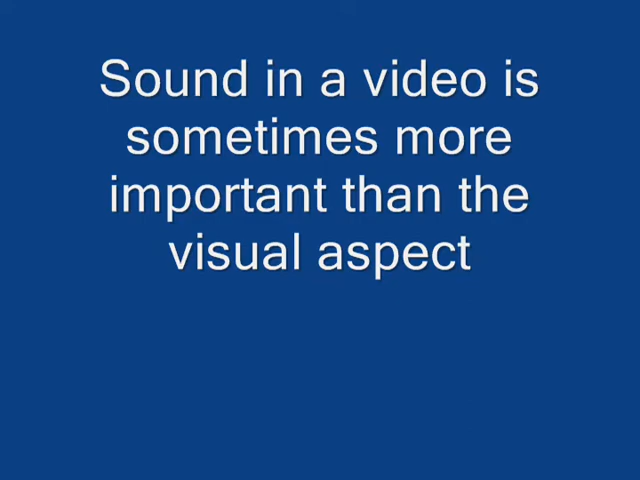 Sound in a video is
sometimes more
important than the
visual aspect